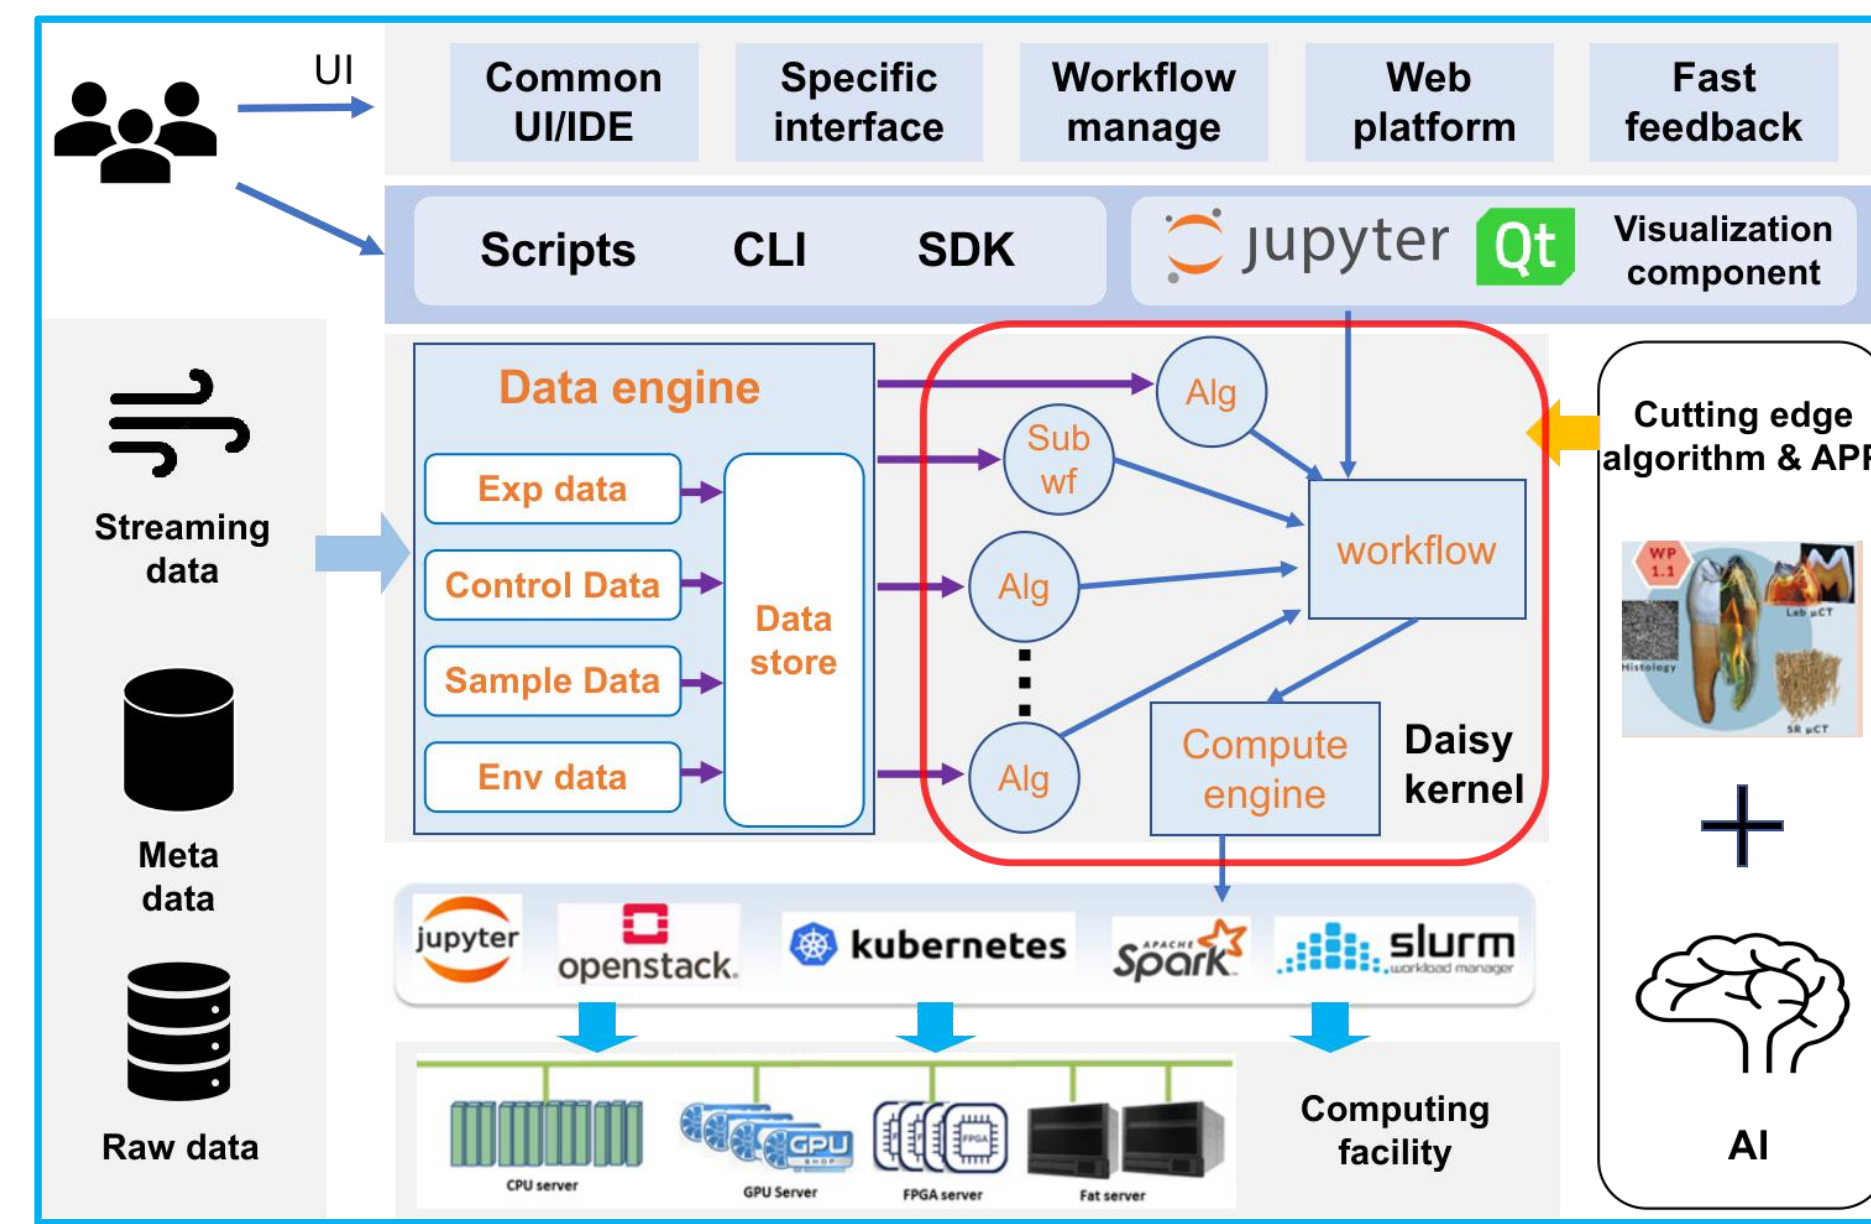 UI
Common
UI/IDE
Specific
interface
Workflow
manage
Web
platform
Fast
feedback
Scripts
CLI
SDK
jupyter
Qt
Visualization
component
Streaming
data
Meta
data
Raw data
Data engine
Exp data
Control Data
Sample Data
Env data
Data
store
Alg
Sub
wf
Alg
Alg
workflow
Compute
engine
Daisy
kernel
Cutting edge
algorithm & APP
WP
1.1
Lab µCT
Histology
SR µCT
AI
jupyter
openstack.
kubernetes
APACHE
Spark
slurm
workload manager
CPU server
GPU
SHOP
GPU Server
FPGA
FPGA server
Fat server
Computing
facility